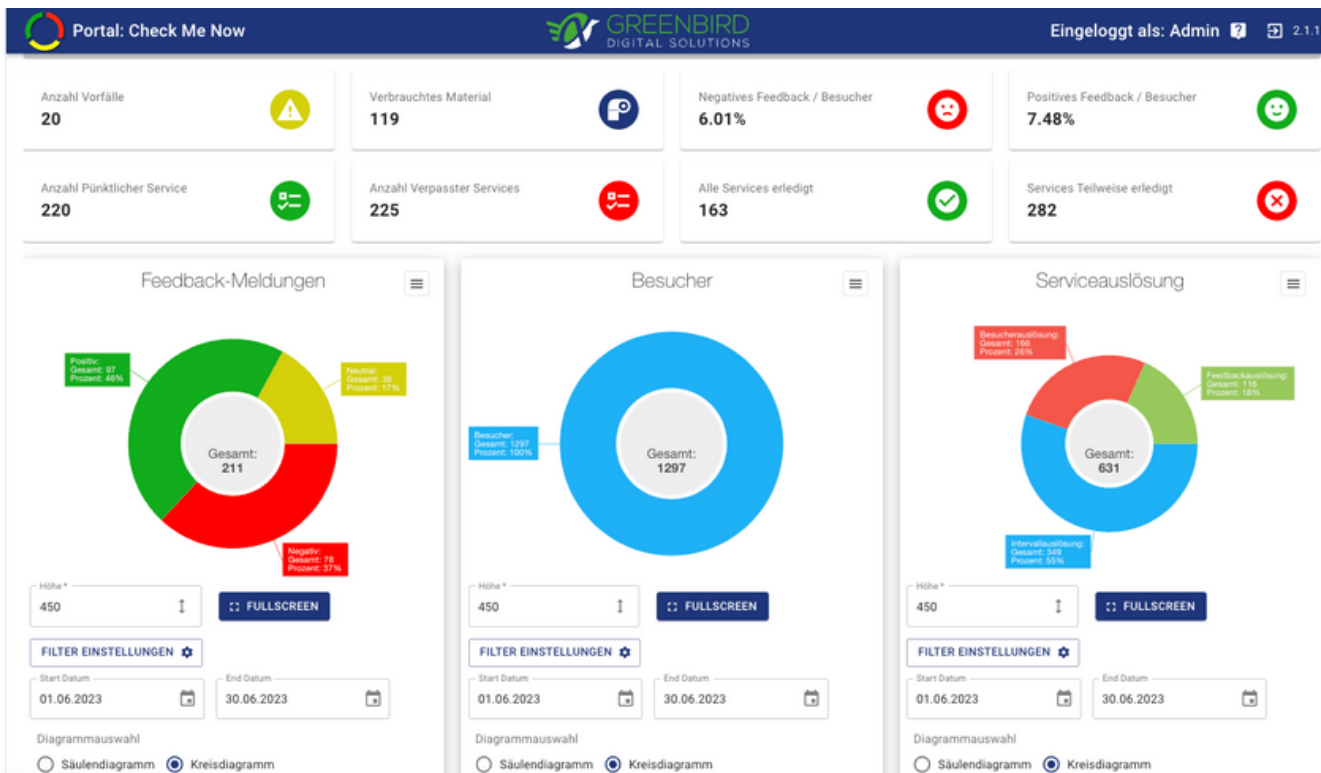 Portal: Check Me Now
GREENBIRD
DIGITAL SOLUTIONS
Eingeloggt als: Admin
2.1.1
Anzahl Vorfälle
20
Verbrauchtes Material
119
Negatives Feedback / Besucher
6.01%
Positives Feedback / Besucher
7.48%
Anzahl Pünktlicher Service
220
Anzahl Verpasster Services
225
Alle Services erledigt
163
Services Teilweise erledigt
282
Feedback-Meldungen
Positiv:
Gesamt: 97
Prozent: 46%
Neutral:
Gesamt: 36
Prozent: 17%
Gesamt:
211
Negativ:
Gesamt: 78
Prozent: 37%
Höhe *
450
FULLSCREEN
FILTER EINSTELLUNGEN
Start Datum
01.06.2023
End Datum
30.06.2023
Diagrammauswahl
Säulendiagramm
Kreisdiagramm
Besucher
Besucher:
Gesamt: 1297
Prozent: 100%
Gesamt:
1297
Höhe *
450
FULLSCREEN
FILTER EINSTELLUNGEN
Start Datum
01.06.2023
End Datum
30.06.2023
Diagrammauswahl
Säulendiagramm
Kreisdiagramm
Serviceauslösung
Besucherauslösung:
Gesamt: 166
Prozent: 26%
Feedbackauslösung:
Gesamt: 116
Prozent: 18%
Gesamt:
631
Intervallauslösung:
Gesamt: 349
Prozent: 55%
Höhe *
450
FULLSCREEN
FILTER EINSTELLUNGEN
Start Datum
01.06.2023
End Datum
30.06.2023
Diagrammauswahl
Säulendiagramm
Kreisdiagramm